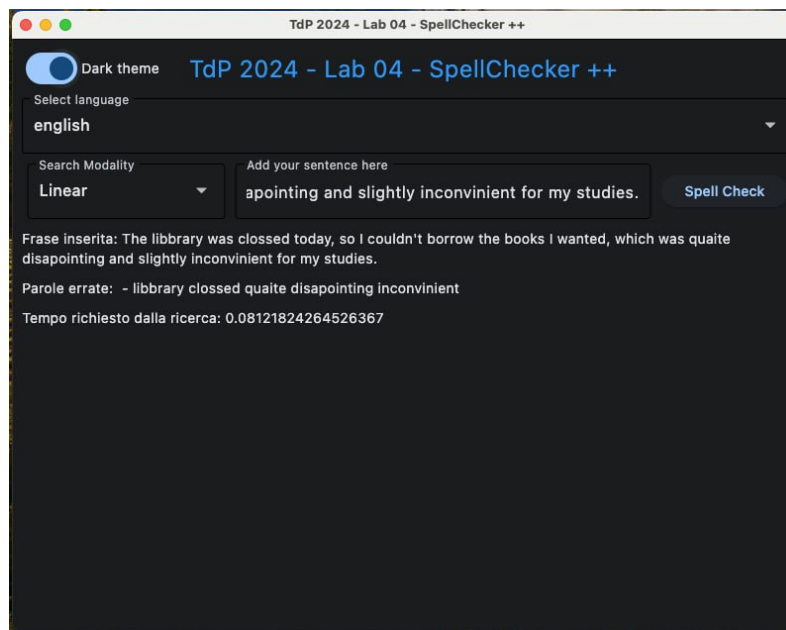 TdP 2024 - Lab 04 - SpellChecker ++
Dark theme TdP 2024 - Lab 04 - SpellChecker ++
Select language
english
Search Modality Add your sentence here
Linear apointing and slightly inconvinient for my studies. Spell Check
Frase inserita: The libbrary was clossed today, so I couldn't borrow the books I wanted, which was quaite
disapointing and slightly inconvinient for my studies.
Parole errate:  - libbrary clossed quaite disapointing inconvinient
Tempo richiesto dalla ricerca: 0.08121824264526367